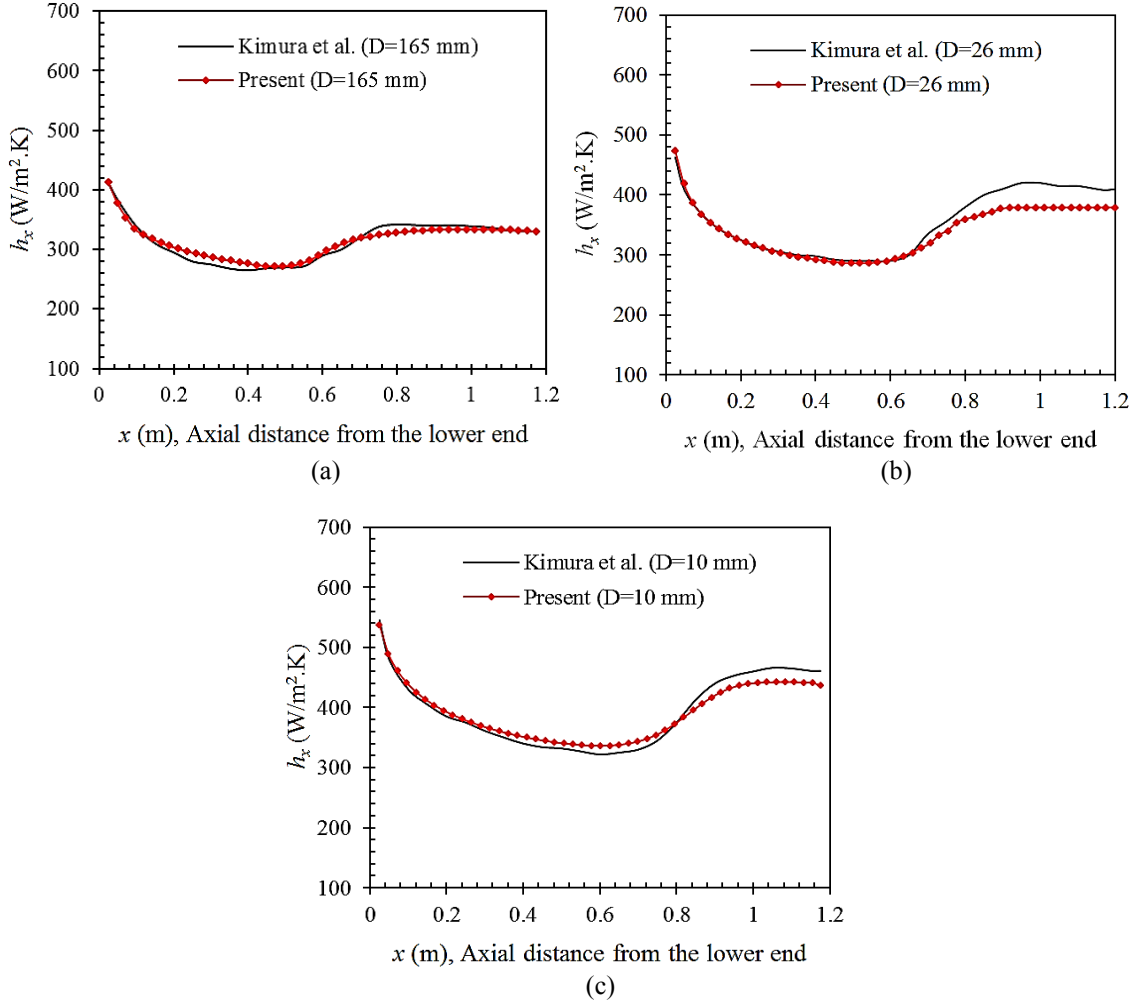 700
600
500
400
300
200
100
0
0.2
0.4
0.6
0.8
1
1.2
hx (W/m².K)
Kimura et al. (D=165 mm)
Present (D=165 mm)
x (m), Axial distance from the lower end
(a)
700
600
500
400
300
200
100
0
0.2
0.4
0.6
0.8
1
1.2
hx (W/m².K)
Kimura et al. (D=26 mm)
Present (D=26 mm)
x (m), Axial distance from the lower end
(b)
700
600
500
400
300
200
100
0
0.2
0.4
0.6
0.8
1
1.2
hx (W/m².K)
Kimura et al. (D=10 mm)
Present (D=10 mm)
x (m), Axial distance from the lower end
(c)